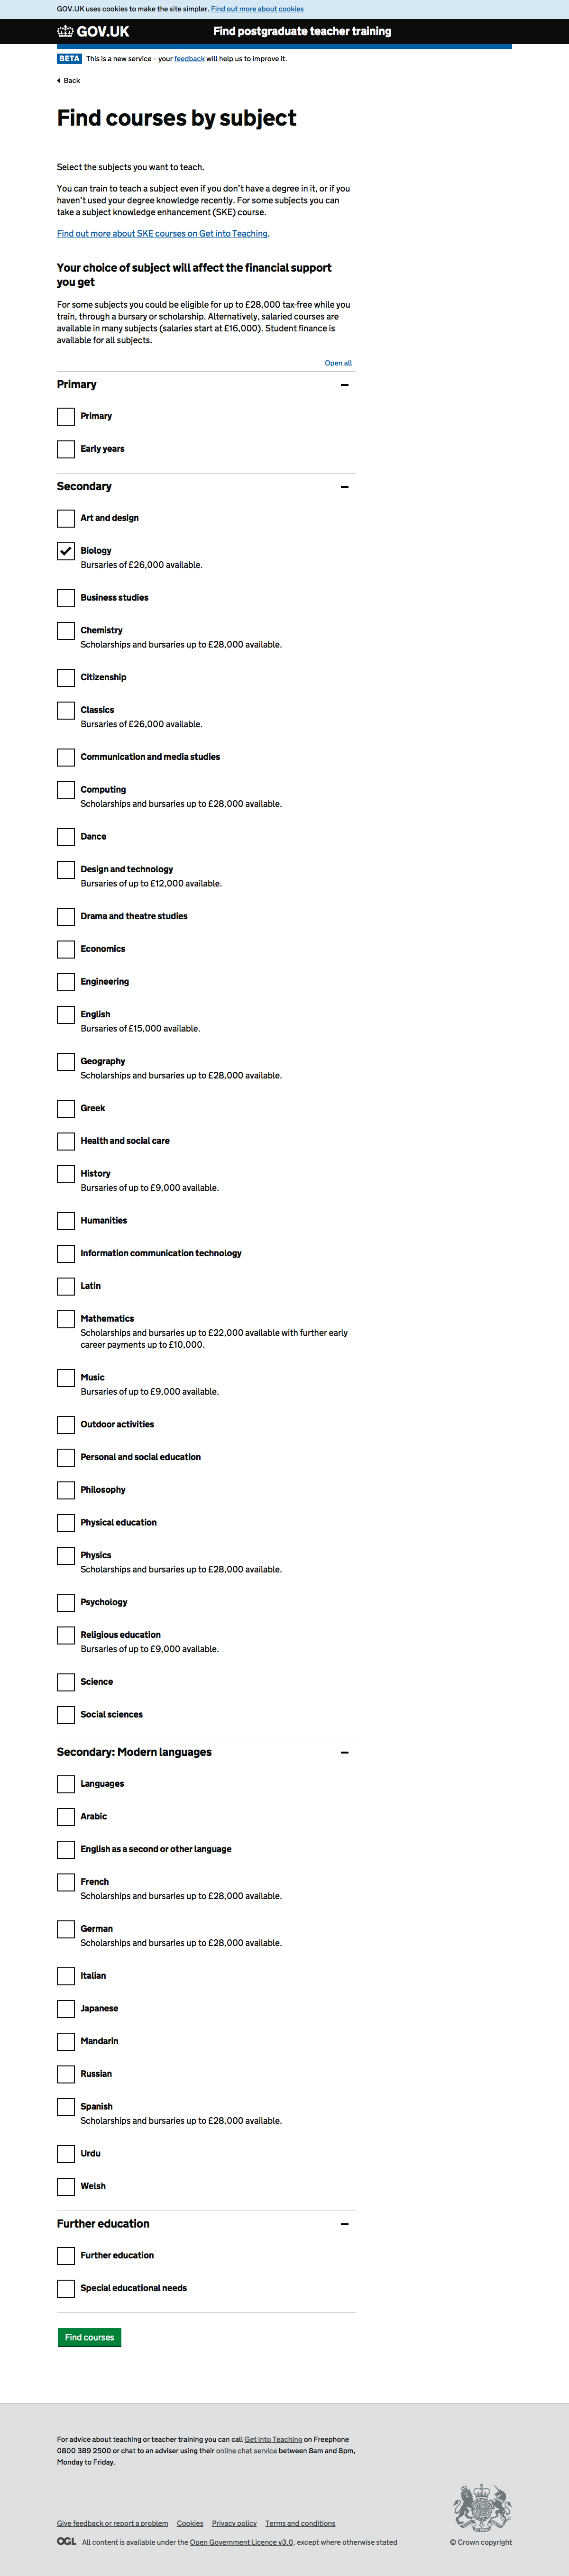 GOV.UK uses cookies to make the site simpler. Find out more about cookies
GOV.UK Find postgraduate teacher training
BETA This is a new service – your feedback will help us to improve it.
Back
Find courses by subject
Select the subjects you want to teach.
You can train to teach a subject even if you don't have a degree in it, or if you
haven't used your degree knowledge recently. For some subjects you can
take a subject knowledge enhancement (SKE) course.
Find out more about SKE courses on Get into Teaching.
Your choice of subject will affect the financial support
you get
For some subjects you could be eligible for up to £28,000 tax-free while you
train, through a bursary or scholarship. Alternatively, salaried courses are
available in many subjects (salaries start at £16,000). Student finance is
available for all subjects.
Open all
Primary
Primary
Early years
Secondary
Art and design
Biology
Bursaries of £26,000 available.
Business studies
Chemistry
Scholarships and bursaries up to £28,000 available.
Citizenship
Classics
Bursaries of £26,000 available.
Communication and media studies
Computing
Scholarships and bursaries up to £28,000 available.
Dance
Design and technology
Bursaries of up to £12,000 available.
Drama and theatre studies
Economics
Engineering
English
Bursaries of £15,000 available.
Geography
Scholarships and bursaries up to £28,000 available.
Greek
Health and social care
History
Bursaries of up to £9,000 available.
Humanities
Information communication technology
Latin
Mathematics
Scholarships and bursaries up to £22,000 available with further early
career payments up to £10,000.
Music
Bursaries of up to £9,000 available.
Outdoor activities
Personal and social education
Philosophy
Physical education
Physics
Scholarships and bursaries up to £28,000 available.
Psychology
Religious education
Bursaries of up to £9,000 available.
Science
Social sciences
Secondary: Modern languages
Languages
Arabic
English as a second or other language
French
Scholarships and bursaries up to £28,000 available.
German
Scholarships and bursaries up to £28,000 available.
Italian
Japanese
Mandarin
Russian
Spanish
Scholarships and bursaries up to £28,000 available.
Urdu
Welsh
Further education
Further education
Special educational needs
Find courses
For advice about teaching or teacher training you can call Get into Teaching on Freephone
0800 389 2500 or chat to an adviser using their online chat service between 8am and 8pm,
Monday to Friday.
Give feedback or report a problem Cookies Privacy policy Terms and conditions
OGL All content is available under the Open Government Licence v3.0, except where otherwise stated
© Crown copyright